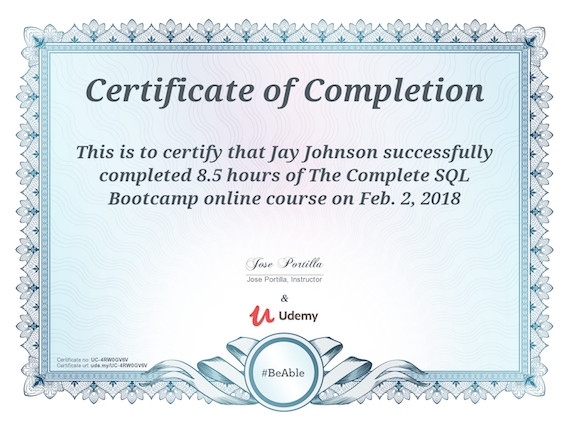 Certificate of Completion
This is to certify that Jay Johnson successfully
completed 8.5 hours of The Complete SQL
Bootcamp online course on Feb. 2, 2018
Jose Portilla
Jose Portilla, Instructor
&
Udemy
Certificate no: UC-4RW0GV6V
Certificate url: ude.my/UC-4RW0GV6V
#BeAble